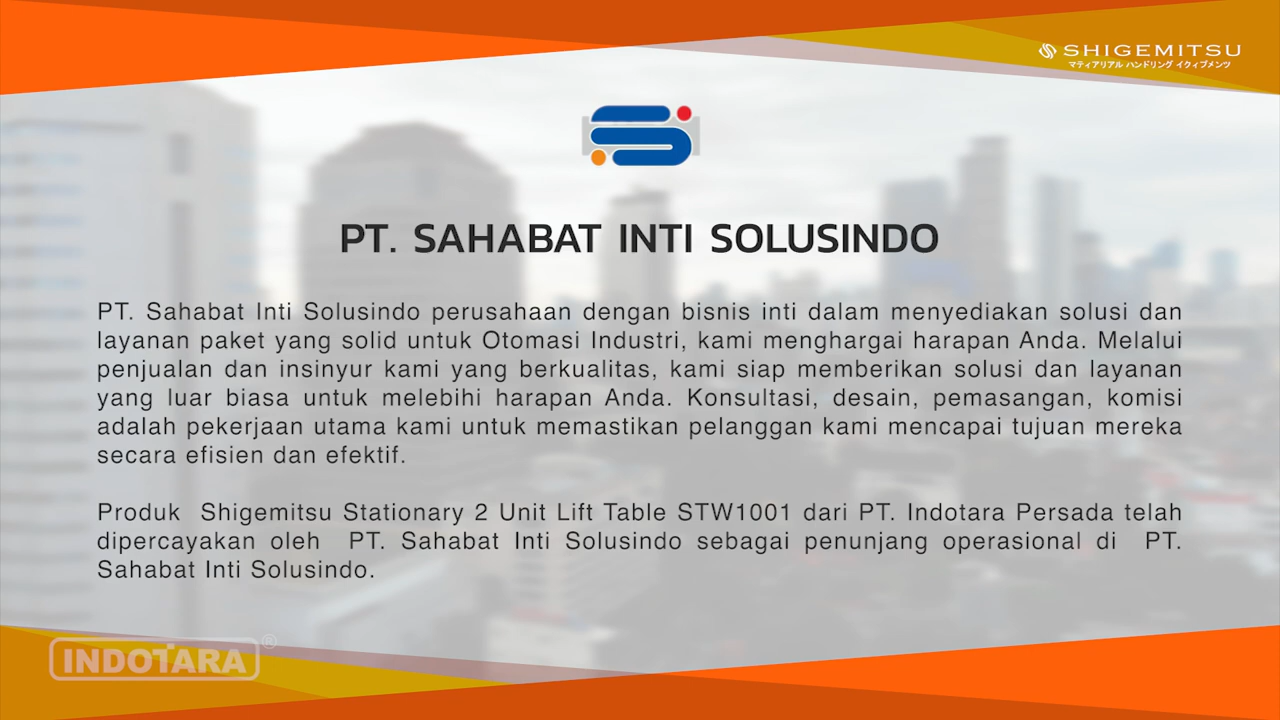 SHIGEMITSU
マティアリアル ハンドリング イクィプメンツ
PT. SAHABAT INTI SOLUSINDO
PT. Sahabat Inti Solusindo perusahaan dengan bisnis inti dalam menyediakan solusi dan
layanan paket yang solid untuk Otomasi Industri, kami menghargai harapan Anda. Melalui
penjualan dan insinyur kami yang berkualitas, kami siap memberikan solusi dan layanan
yang luar biasa untuk melebihi harapan Anda. Konsultasi, desain, pemasangan, komisi
adalah pekerjaan utama kami untuk memastikan pelanggan kami mencapai tujuan mereka
secara efisien dan efektif.
Produk Shigemitsu Stationary 2 Unit Lift Table STW1001 dari PT. Indotara Persada telah
dipercayakan oleh PT. Sahabat Inti Solusindo sebagai penunjang operasional di PT.
Sahabat Inti Solusindo.
INDOTARA®